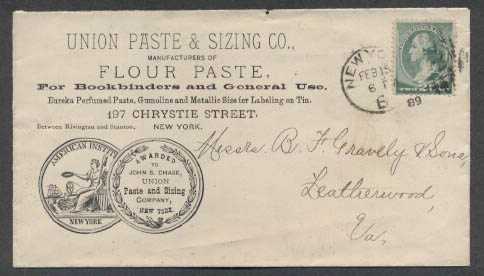 UNION PASTE & SIZING CO.,
MANUFACTURERS OF
FLOUR PASTE,
For Bookbinders and General Use,
Eureka Perfumed Paste, Gumoline and Metallic Size for Labeling on Tin.
197 CHRYSTIE STREET,
Between Rivington and Stanton, NEW YORK.
NEW YO
FEB 15
6 P
E
89
AMERICAN INSTIT
NEW YORK
AWARDED
TO
JOHN S. CHASE,
UNION
Paste and Sizing
COMPANY,
NEW YORK
Messrs B. F. Gravely & Sons,
Leatherwood,
Va.